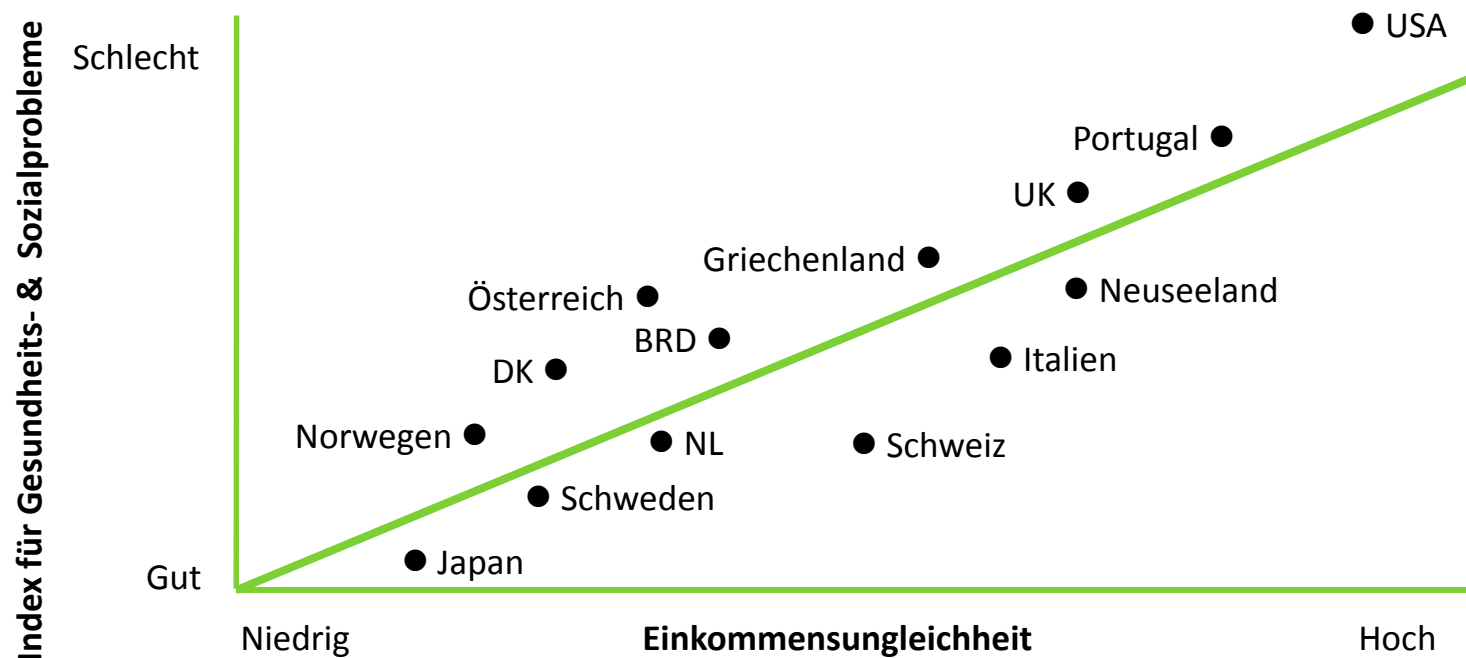 Index für Gesundheits- & Sozialprobleme
Schlecht
USA
Portugal
UK
Griechenland
Neuseeland
Österreich
BRD
Italien
DK
Norwegen
NL
Schweiz
Schweden
Japan
Gut
Niedrig
Einkommensungleichheit
Hoch